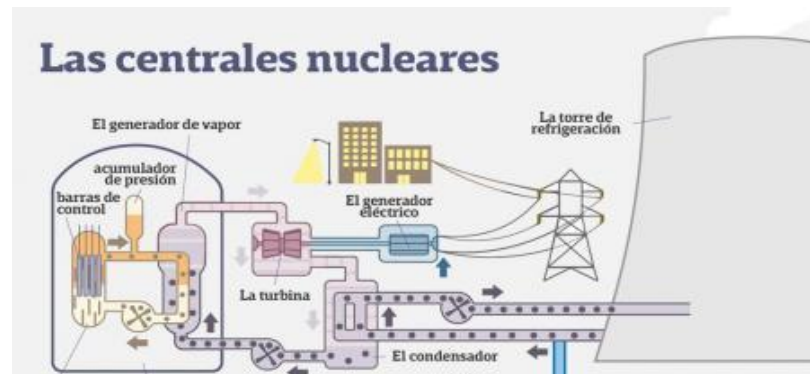 Las centrales nucleares
El generador de vapor
acumulador
de presión
barras de
control
La torre de
refrigeración
El generador
eléctrico
La turbina
El condensador